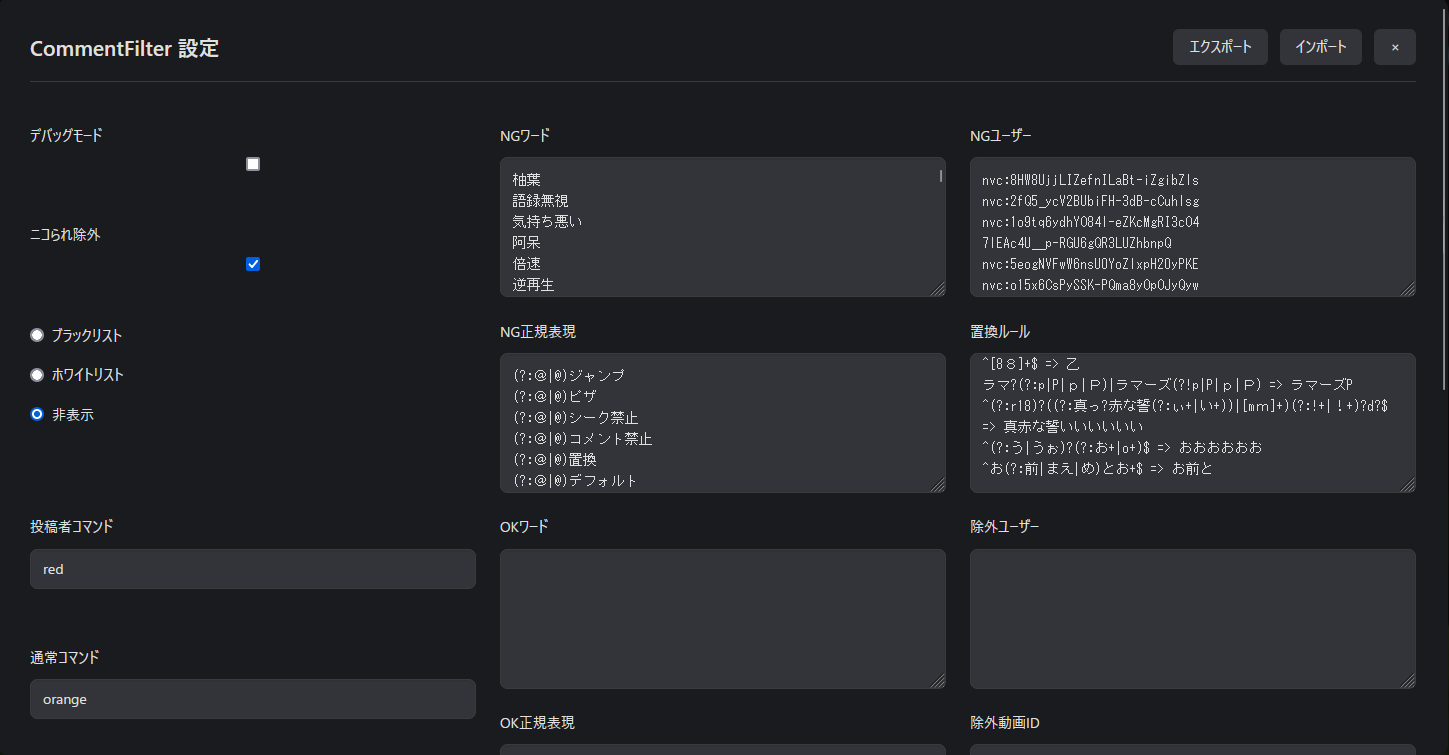 CommentFilter 設定
エクスポート
インポート
×
デバッグモード
ニコられ除外
ブラックリスト
ホワイトリスト
非表示
投稿者コマンド
red
通常コマンド
orange
NGワード
柚葉
語録無視
気持ち悪い
阿呆
倍速
逆再生
NG正規表現
(?:@|@)ジャンプ
(?:@|@)ピザ
(?:@|@)シーク禁止
(?:@|@)コメント禁止
(?:@|@)置換
(?:@|@)デフォルト
OKワード
OK正規表現
NGユーザー
nvc:8HW8UjjLIZefnILaBt-iZgibZIs
nvc:2fQ5_ycV2BUbiFH-3dB-cCuhIsg
nvc:1o9tq6ydhYO84I-eZKcMgRI3cO4
7IEAc4U__p-RGU6gQR3LUZhbnpQ
nvc:5eogNVFwW6nsUOYoZIxpH2OyPKE
nvc:o15x6CsPySSK-PQma8yOpOJyQyw
置換ルール
^[8８]+$ => 乙
ラマ?(?:p|P|ｐ|Ｐ)|ラマーズ(?!p|P|ｐ|Ｐ) => ラマーズP
^(?:r18)?((?:真っ?赤な誓(?:ぃ+|い+))|[mｍ]+)(?:!+|！+)?d?$
=> 真赤な誓いいいいいい
^(?:う|うぉ)?(?:お+|o+)$ => おおおおおお
^お(?:前|まえ|め)とお+$ => お前と
除外ユーザー
除外動画ID